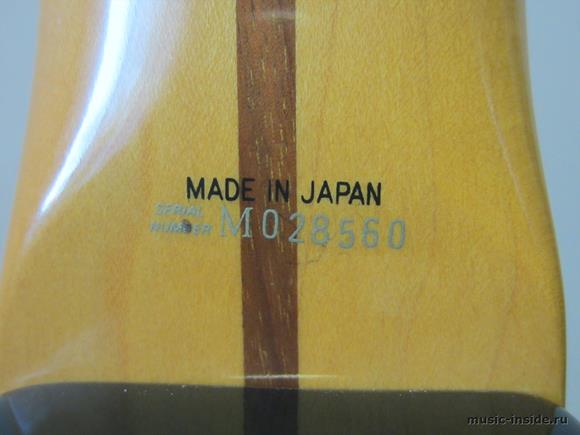 MADE IN JAPAN
SERIAL
NUMBER M028560
music-inside.ru